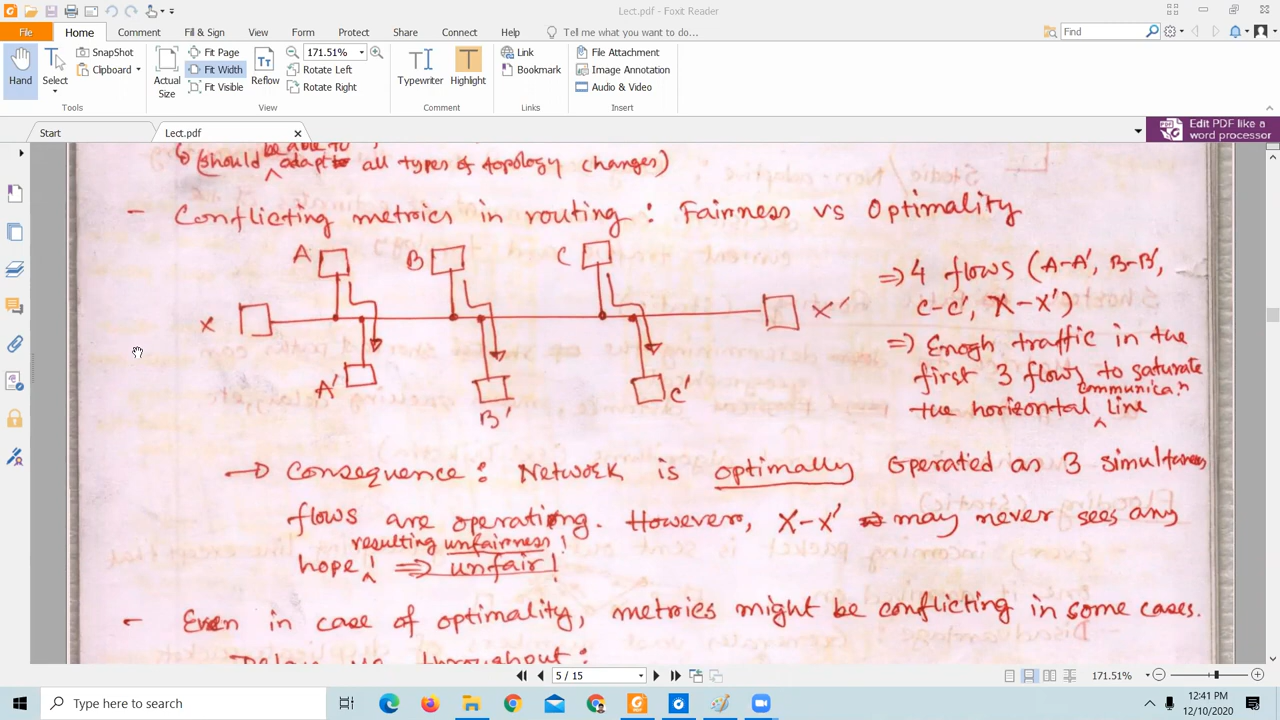 Lect.pdf - Foxit Reader
File
Home
Comment
Fill & Sign
View
Form
Protect
Share
Connect
Help
Tell me what you want to do...
Find
Hand
Select
SnapShot
Clipboard
Tools
Actual Size
Fit Page
Fit Width
Fit Visible
Reflow
171.51%
Rotate Left
Rotate Right
View
Typewriter
Highlight
Comment
Link
Bookmark
Links
File Attachment
Image Annotation
Audio & Video
Insert
Start
Lect.pdf
Edit PDF like a
word processor
be able to
(should ^ adapt to all types of topology changes)
- Conflicting metrics in routing : Fairness vs Optimality
A
B
C
X
X'
A'
B'
C'
⇒ 4 flows (A-A', B-B',
C-C', X-X')
⇒ Enogh traffic in the
first 3 flows to saturate
communican
the horizontal ^ line
→ Consequence : Network is optimally operated as 3 simultaneous
flows are operating. However, X-X' may never sees any
resulting unfairness!
hope! ^ ⇒ unfair!
- Even in case of optimality, metrics might be conflicting in some cases.
Delay vs throughout :
5 / 15
171.51%
Type here to search
12:41 PM
12/10/2020